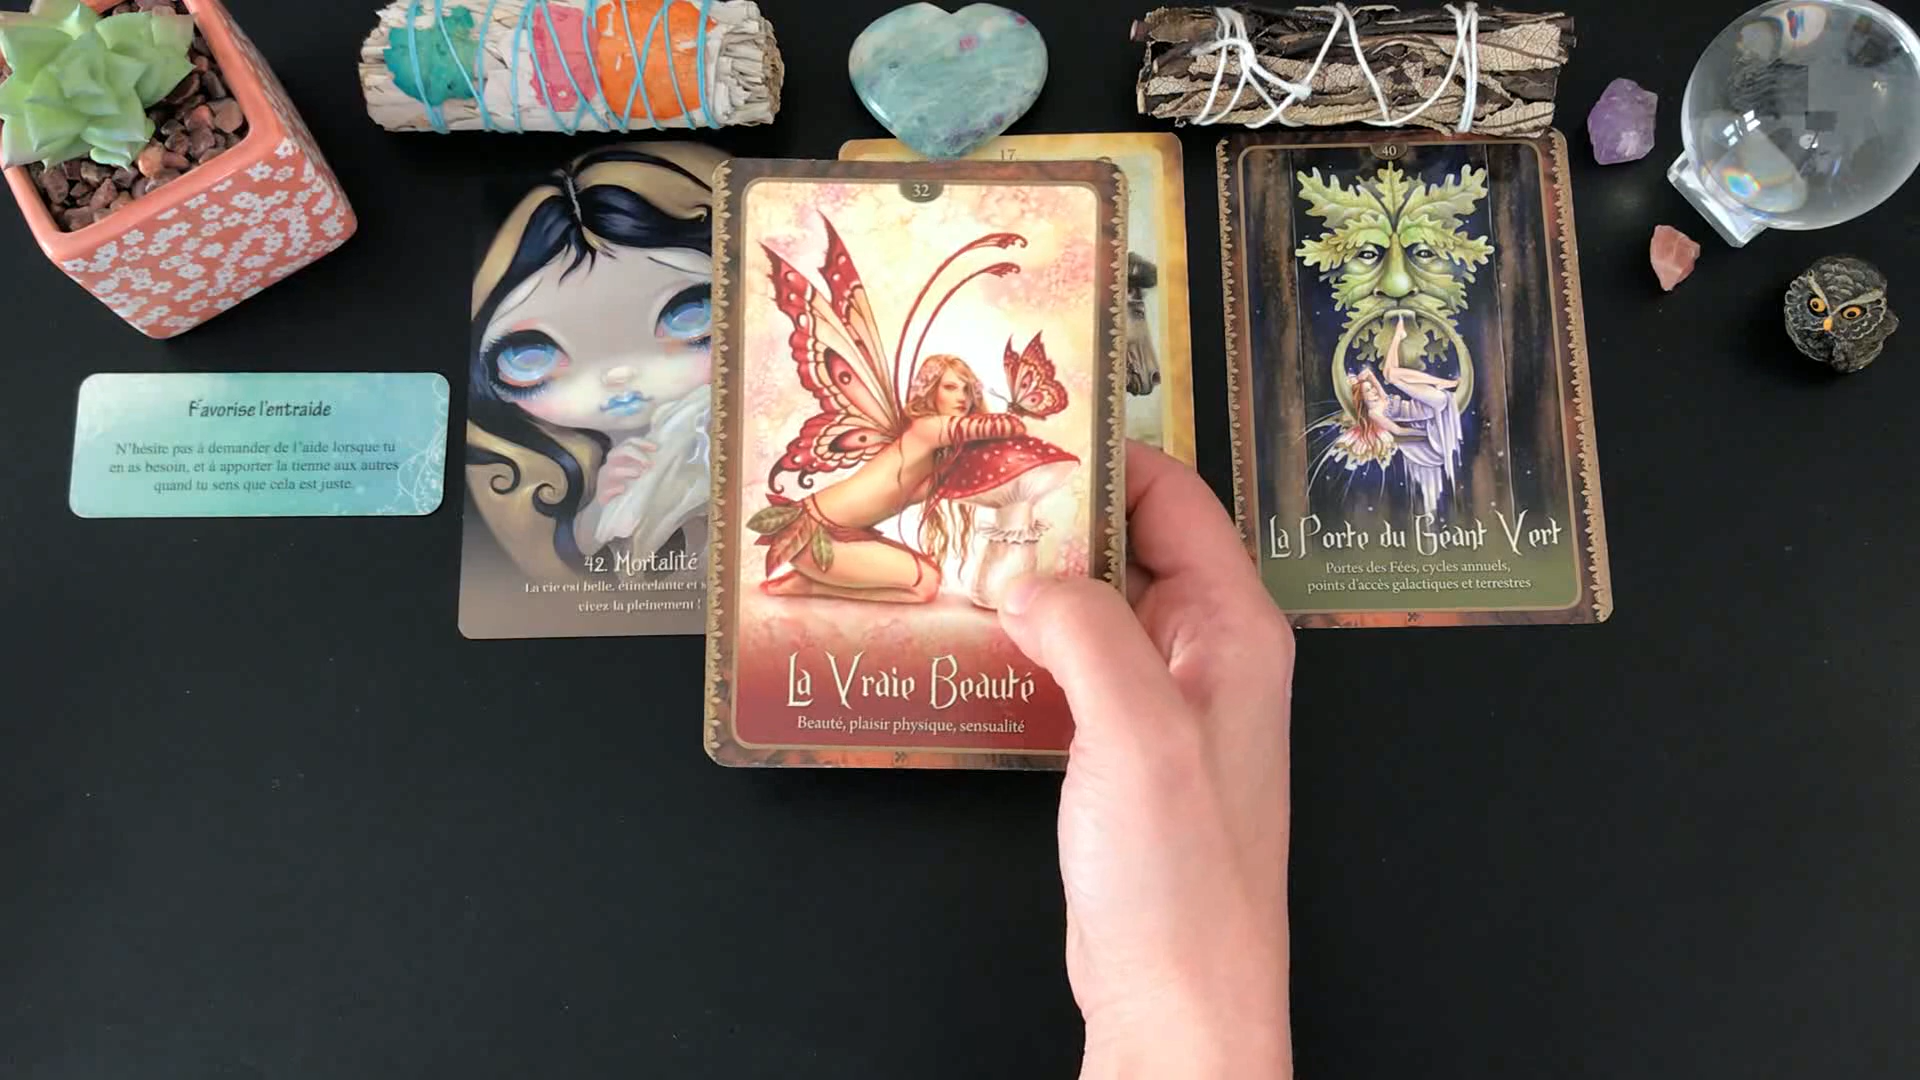 Favorise l'entraide
N'hésite pas à demander de l'aide lorsque tu
en as besoin, et à apporter la tienne aux autres
quand tu sens que cela est juste.
42. Mortalité
La vie est belle, étincelante et
vivez-la pleinement !
17
32
La Vraie Beauté
Beauté, plaisir physique, sensualité
40
La Porte du Géant Vert
Portes des Fées, cycles annuels,
points d'accès galactiques et terrestres